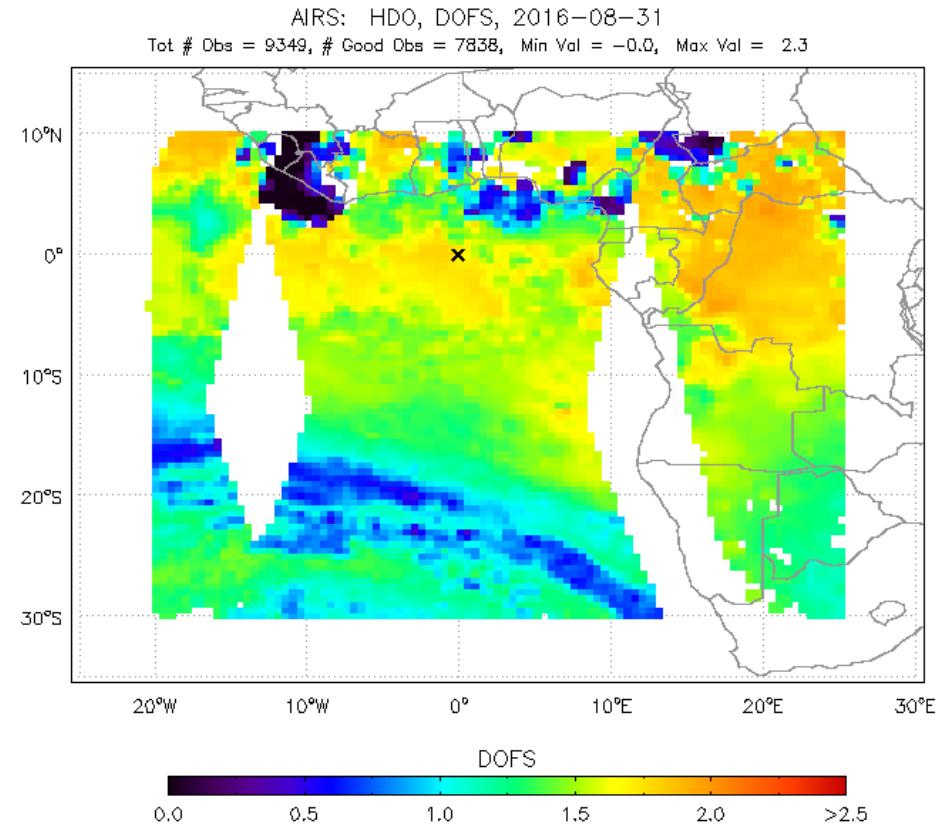 AIRS:  HDO, DOFS, 2016-08-31
Tot # Obs = 9349, # Good Obs = 7838,  Min Val = -0.0,  Max Val =  2.3
10°N
0°
10°S
20°S
30°S
20°W 10°W 0° 10°E 20°E 30°E
DOFS
0.0 0.5 1.0 1.5 2.0 >2.5